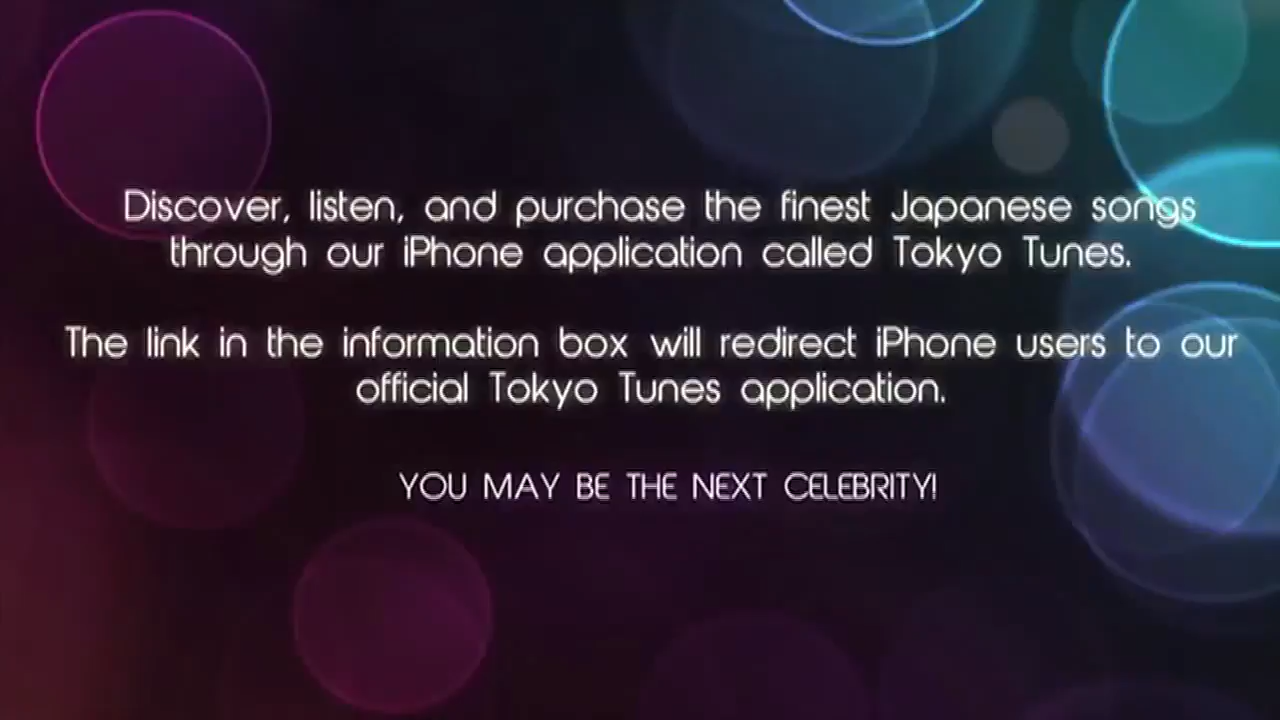 Discover, listen, and purchase the finest Japanese songs
through our iPhone application called Tokyo Tunes.
The link in the information box will redirect iPhone users to our
official Tokyo Tunes application.
YOU MAY BE THE NEXT CELEBRITY!